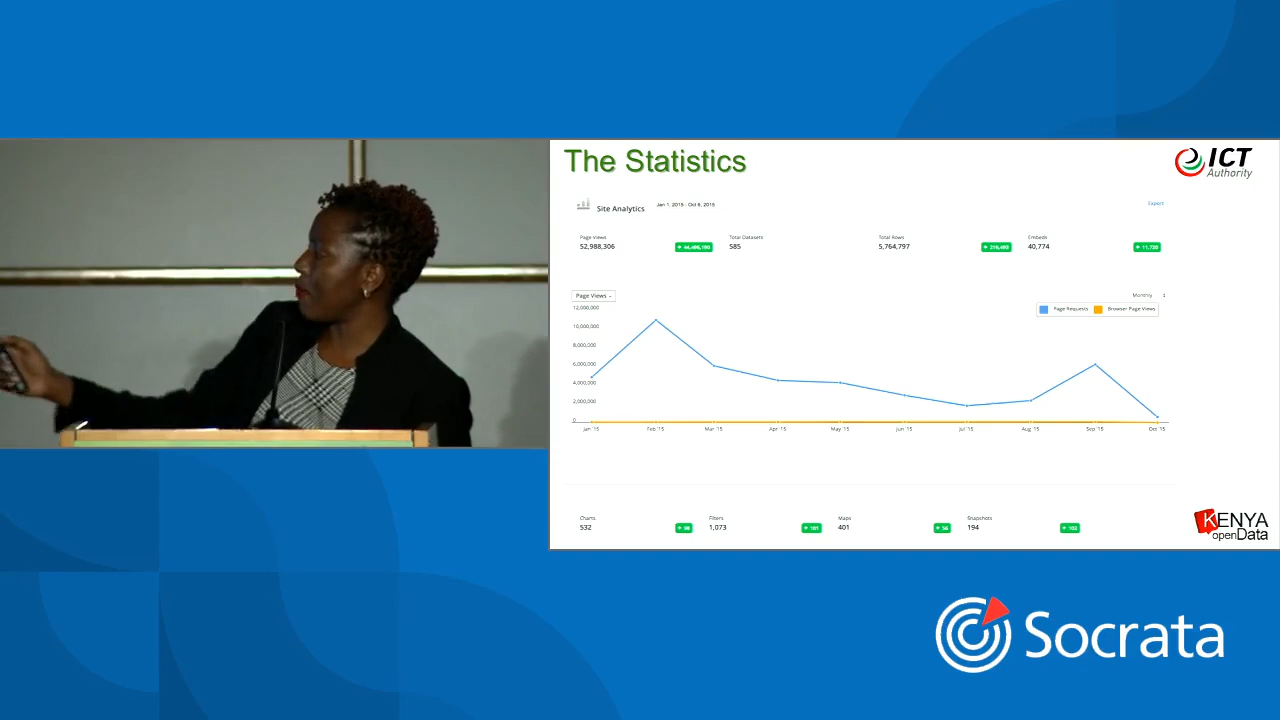 The Statistics
ICT
Authority
Site Analytics
Jan 1, 2015 - Oct 6, 2015
Export
Page Views
52,988,306
Total Datasets
585
Total Rows
5,764,797
Embeds
40,774
+ 11,720
Page Views
Monthly
Page Requests
Browser Page Views
12,000,000
10,000,000
8,000,000
6,000,000
4,000,000
2,000,000
0
Jan '15
Feb '15
Mar '15
Apr '15
May '15
Jun '15
Jul '15
Aug '15
Sep '15
Oct '15
Charts
532
Filters
1,073
Maps
401
Snapshots
194
KENYA
openData
Socrata